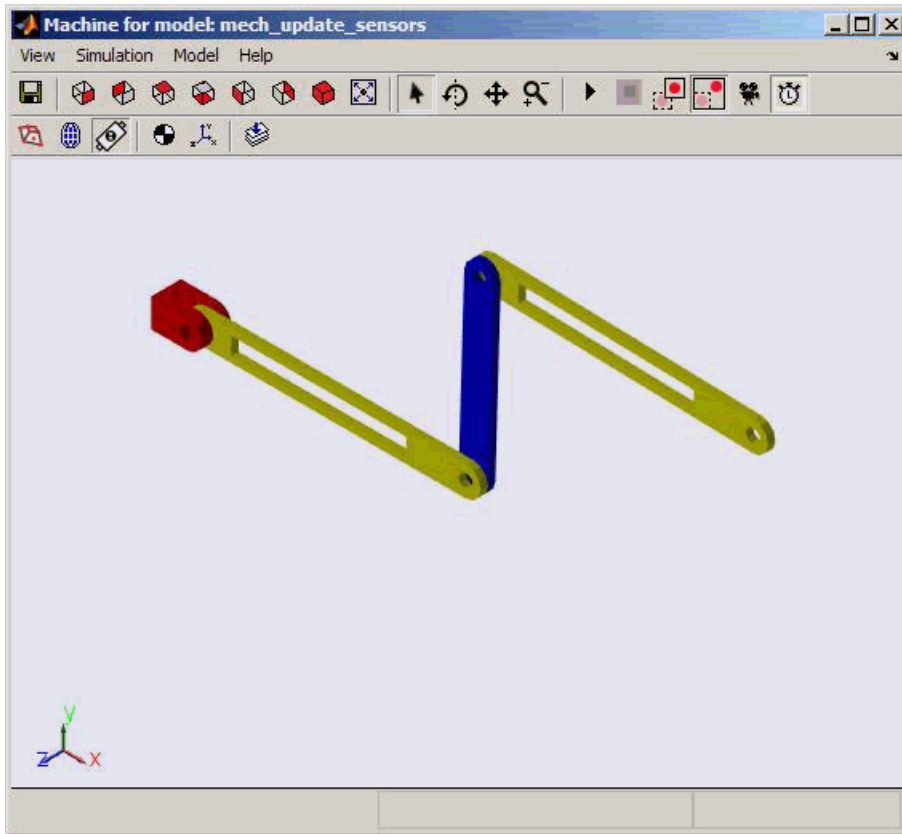 Machine for model: mech_update_sensors
View Simulation Model Help
y
Z X